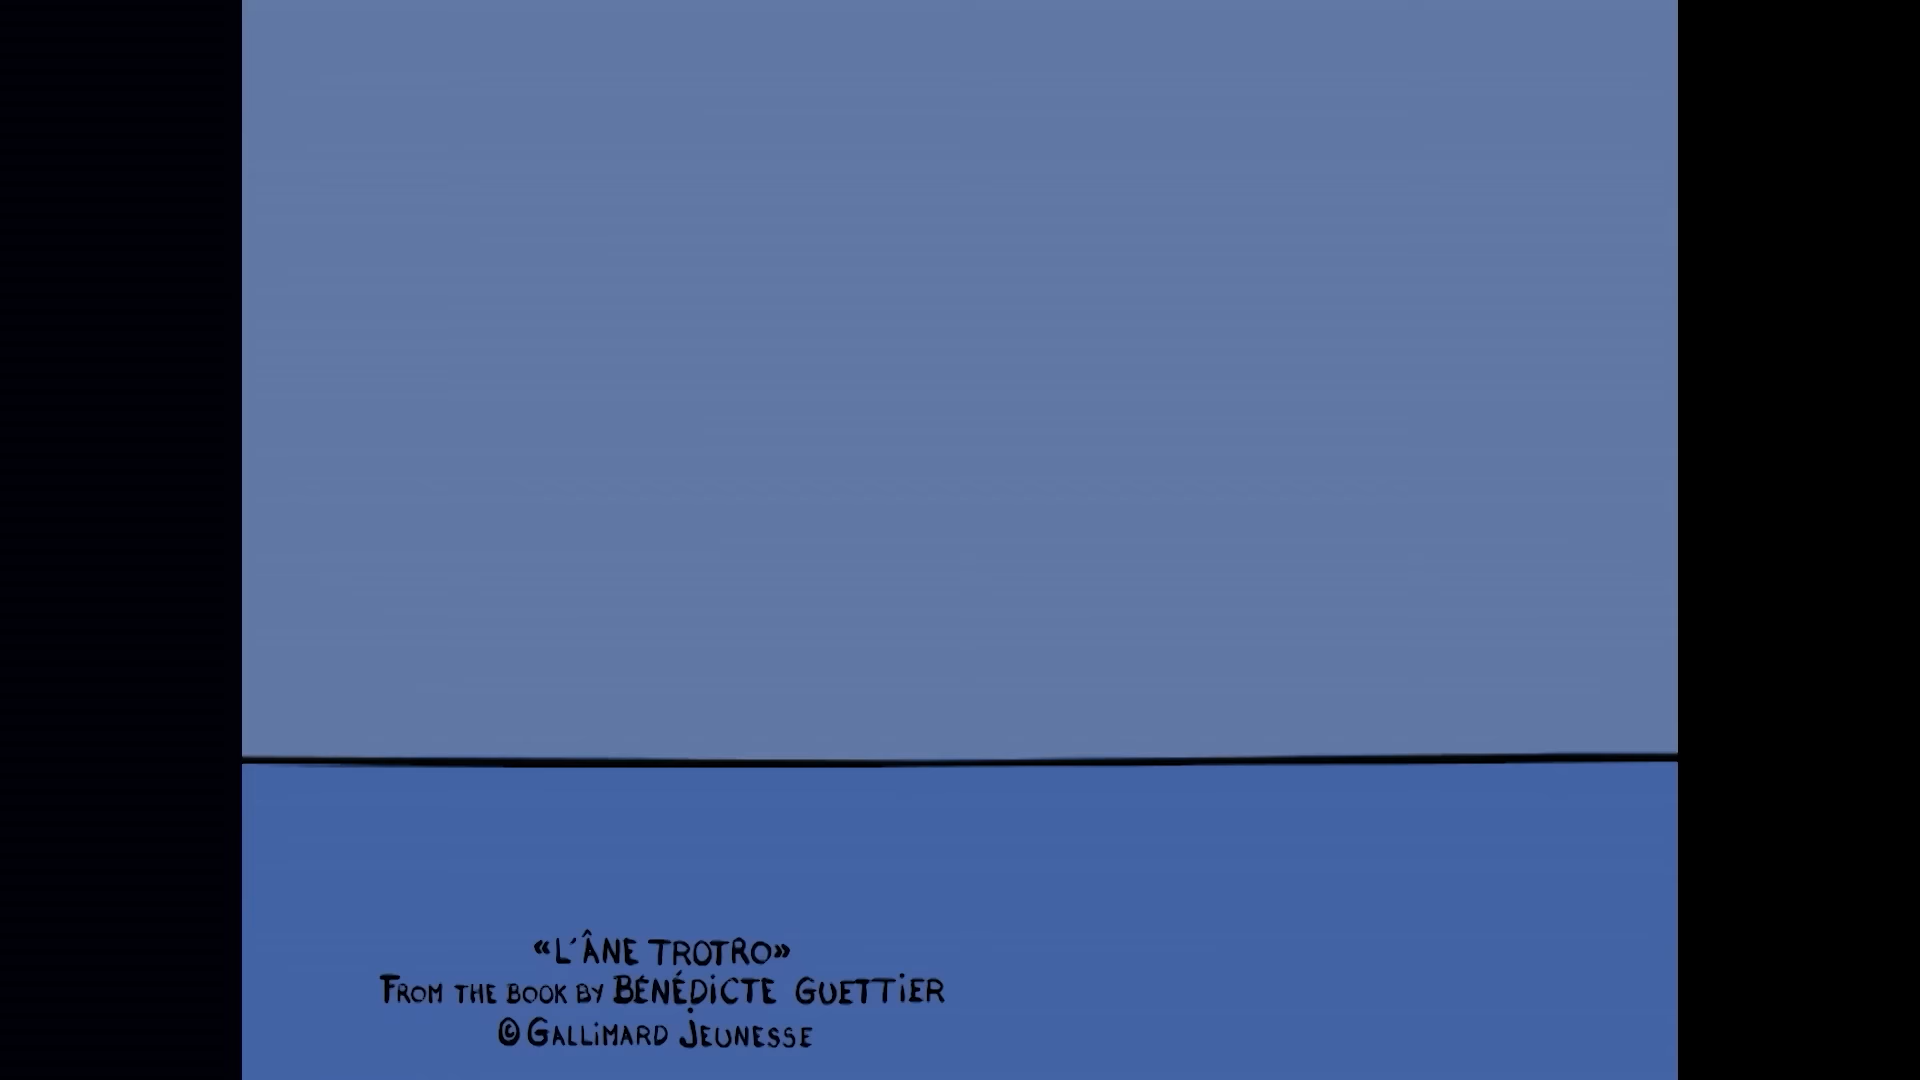 «L'ÂNE TROTRO»
FROM THE BOOK BY BÉNÉDiCTE GUETTiER
© GALLiMARD JEUNESSE